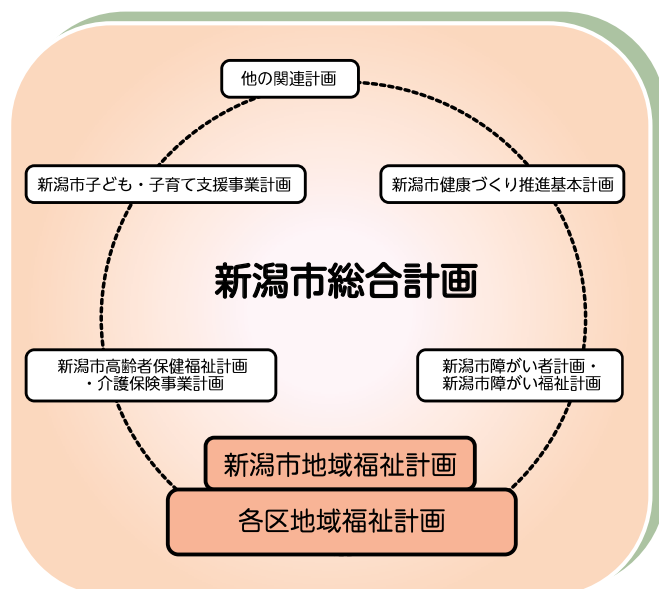 他の関連計画
新潟市子ども・子育て支援事業計画
新潟市健康づくり推進基本計画
新潟市総合計画
新潟市高齢者保健福祉計画
・介護保険事業計画
新潟市障がい者計画・
新潟市障がい福祉計画
新潟市地域福祉計画
各区地域福祉計画